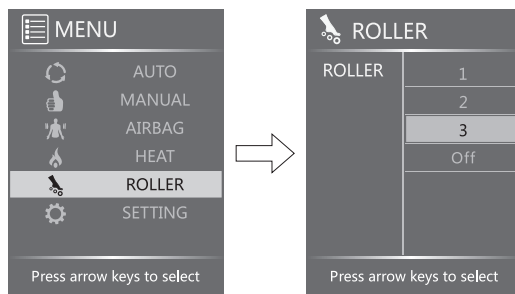 MENU
AUTO
MANUAL
AIRBAG
HEAT
ROLLER
SETTING
Press arrow keys to select
ROLLER
ROLLER
1
2
3
Off
Press arrow keys to select